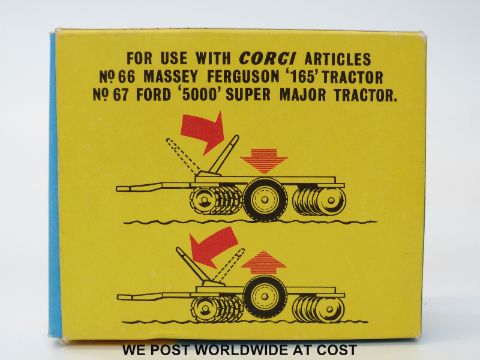 FOR USE WITH CORGI ARTICLES
No 66 MASSEY FERGUSON '165' TRACTOR
No 67 FORD '5000' SUPER MAJOR TRACTOR.
WE POST WORLDWIDE AT COST